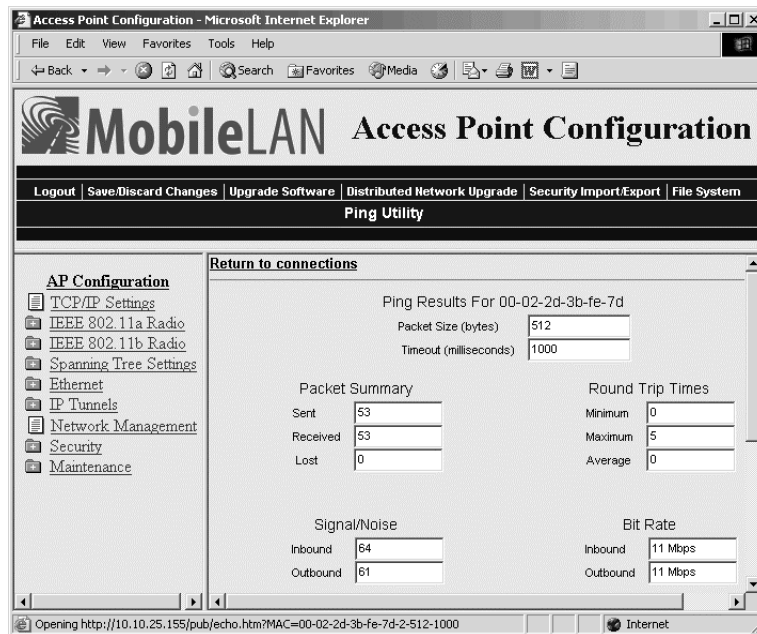 Access Point Configuration - Microsoft Internet Explorer
File Edit View Favorites Tools Help
Back Search Favorites Media
MobileLAN Access Point Configuration
Logout | Save/Discard Changes | Upgrade Software | Distributed Network Upgrade | Security Import/Export | File System
Ping Utility
AP Configuration
TCP/IP Settings
IEEE 802.11a Radio
IEEE 802.11b Radio
Spanning Tree Settings
Ethernet
IP Tunnels
Network Management
Security
Maintenance
Return to connections
Ping Results For 00-02-2d-3b-fe-7d
Packet Size (bytes) 512
Timeout (milliseconds) 1000
Packet Summary
Sent 53
Received 53
Lost 0
Round Trip Times
Minimum 0
Maximum 5
Average 0
Signal/Noise
Inbound 64
Outbound 61
Bit Rate
Inbound 11 Mbps
Outbound 11 Mbps
Opening http://10.10.25.155/pub/echo.htm?MAC=00-02-2d-3b-fe-7d-2-512-1000 Internet